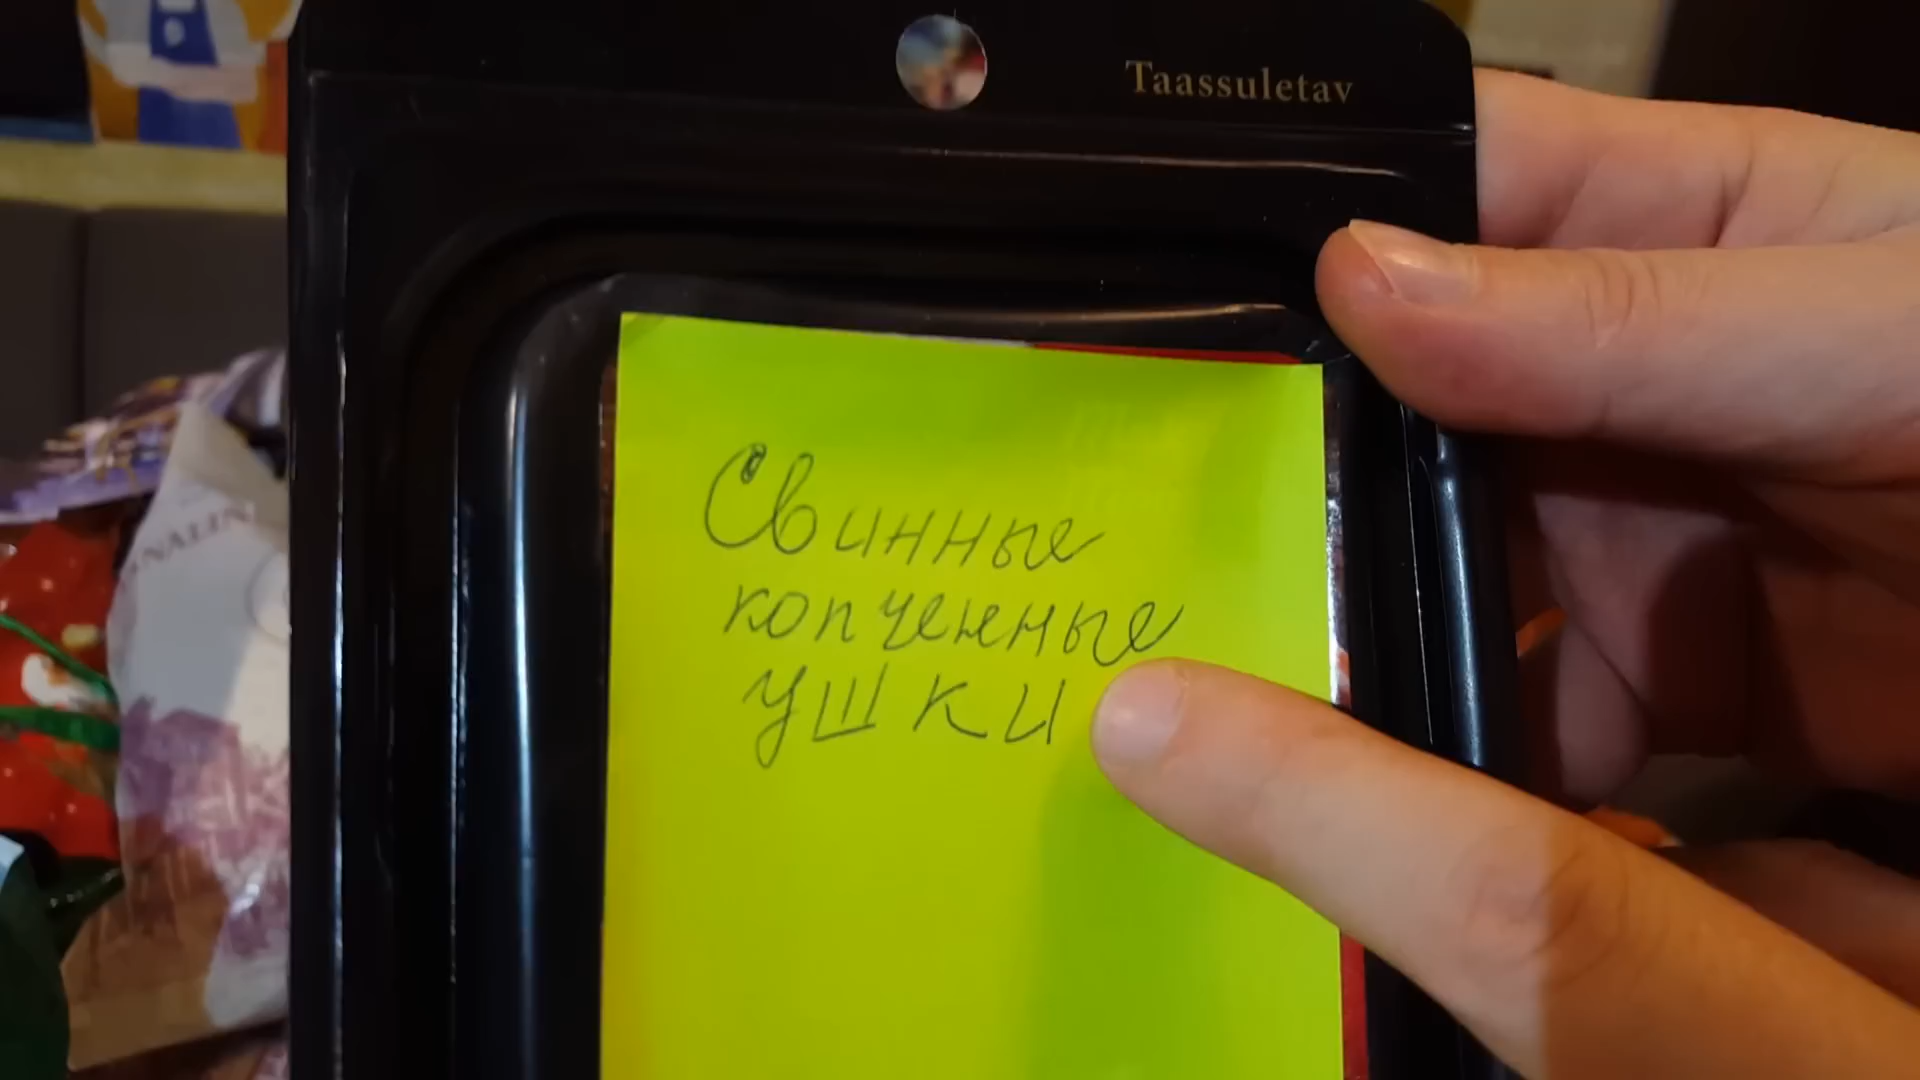 Taassuletav
Свинные
копченные
ушки